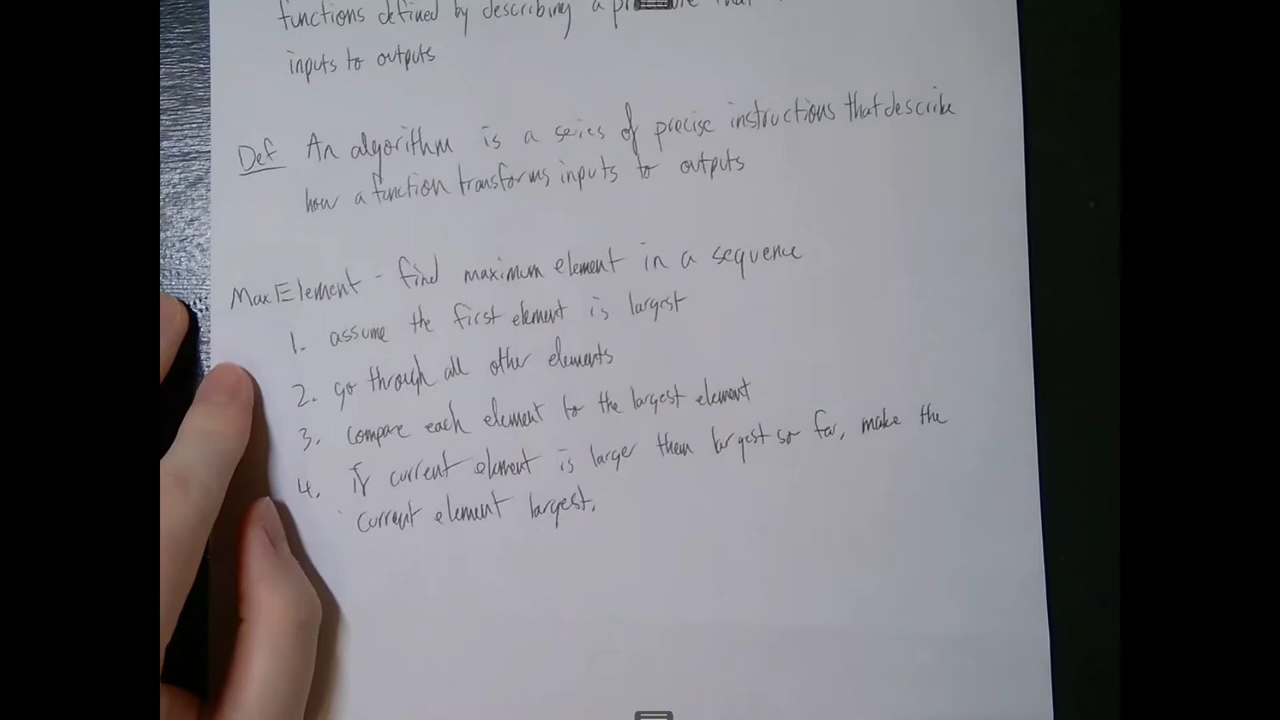 functions defined by describing a
inputs to outputs
Def An algorithm is a series of precise instructions that describe
how a function transforms inputs to outputs
MaxElement - find maximum element in a sequence
1. assume the first element is largest
2. go through all other elements
3. compare each element to the largest element
4. if current element is larger then largest so far, make the
current element largest.